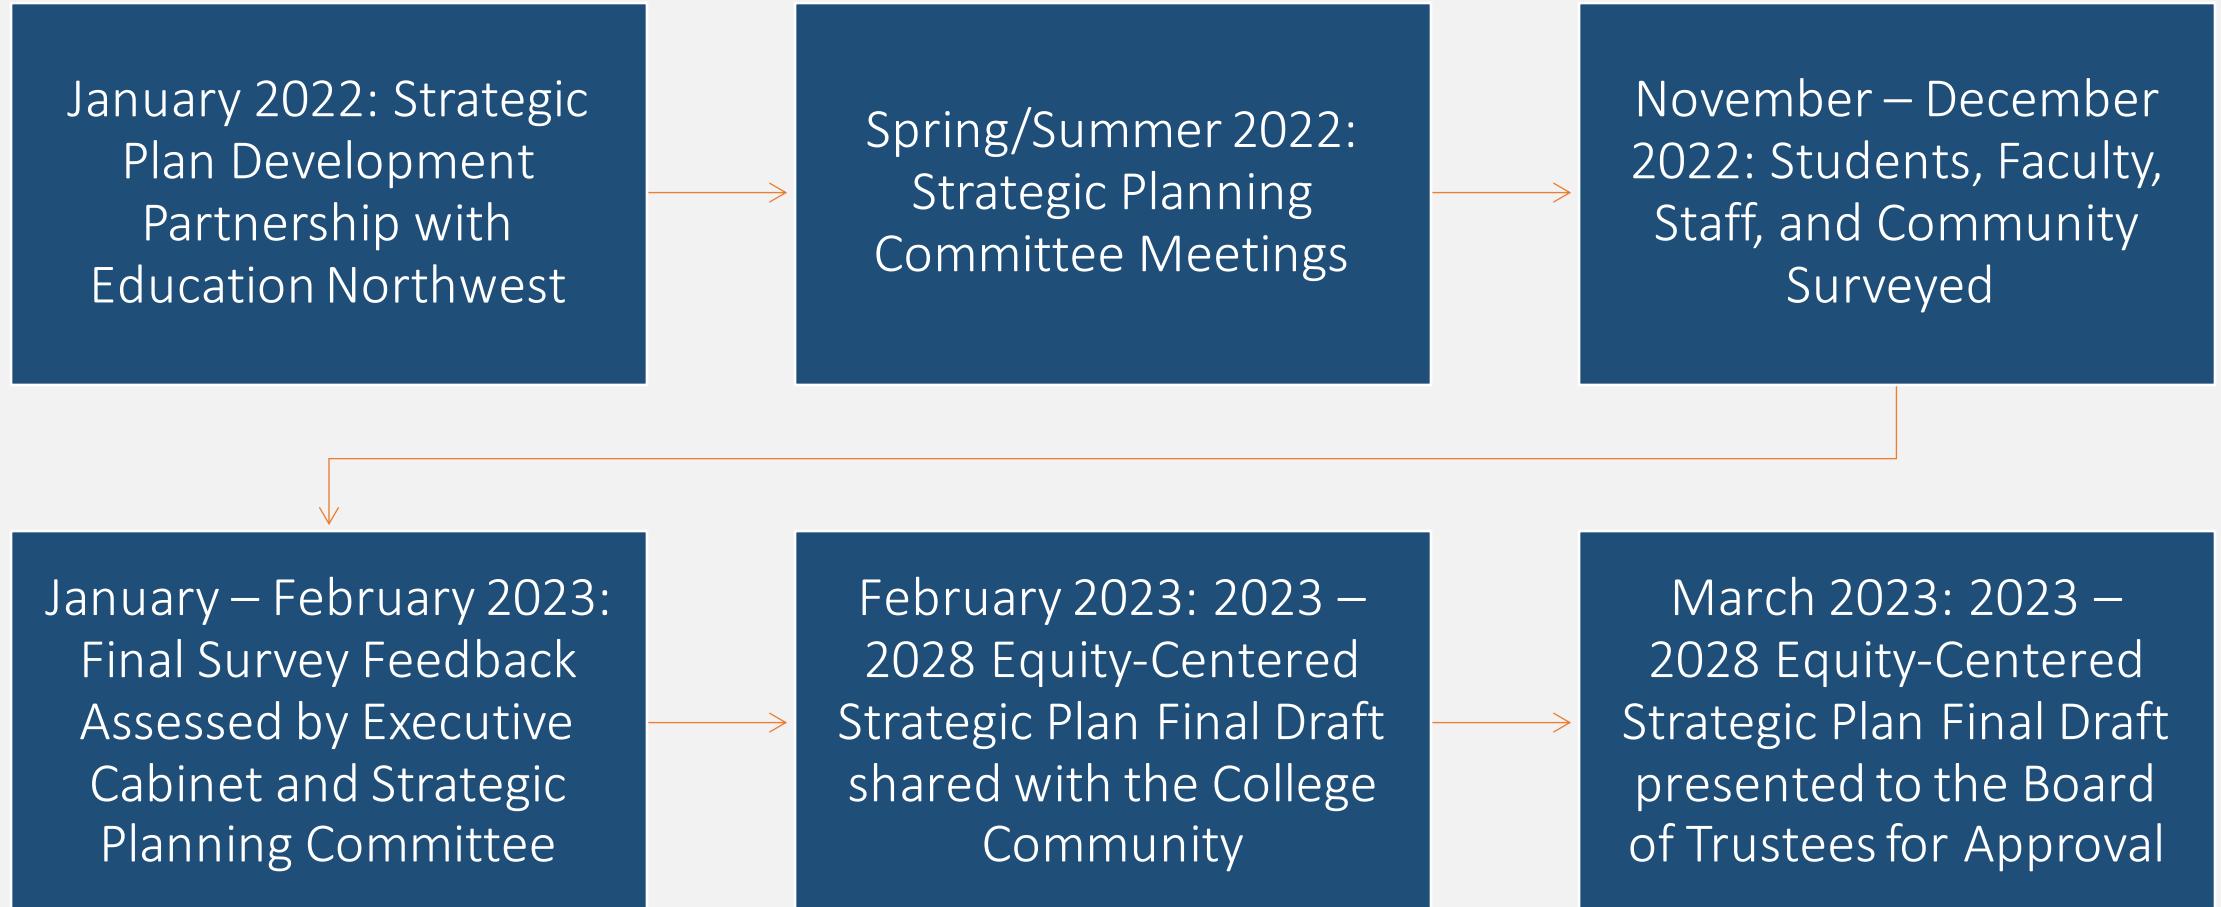 January 2022: Strategic
Plan Development
Partnership with
Education Northwest
Spring/Summer 2022:
Strategic Planning
Committee Meetings
November – December
2022: Students, Faculty,
Staff, and Community
Surveyed
January – February 2023:
Final Survey Feedback
Assessed by Executive
Cabinet and Strategic
Planning Committee
February 2023: 2023 –
2028 Equity-Centered
Strategic Plan Final Draft
shared with the College
Community
March 2023: 2023 –
2028 Equity-Centered
Strategic Plan Final Draft
presented to the Board
of Trustees for Approval